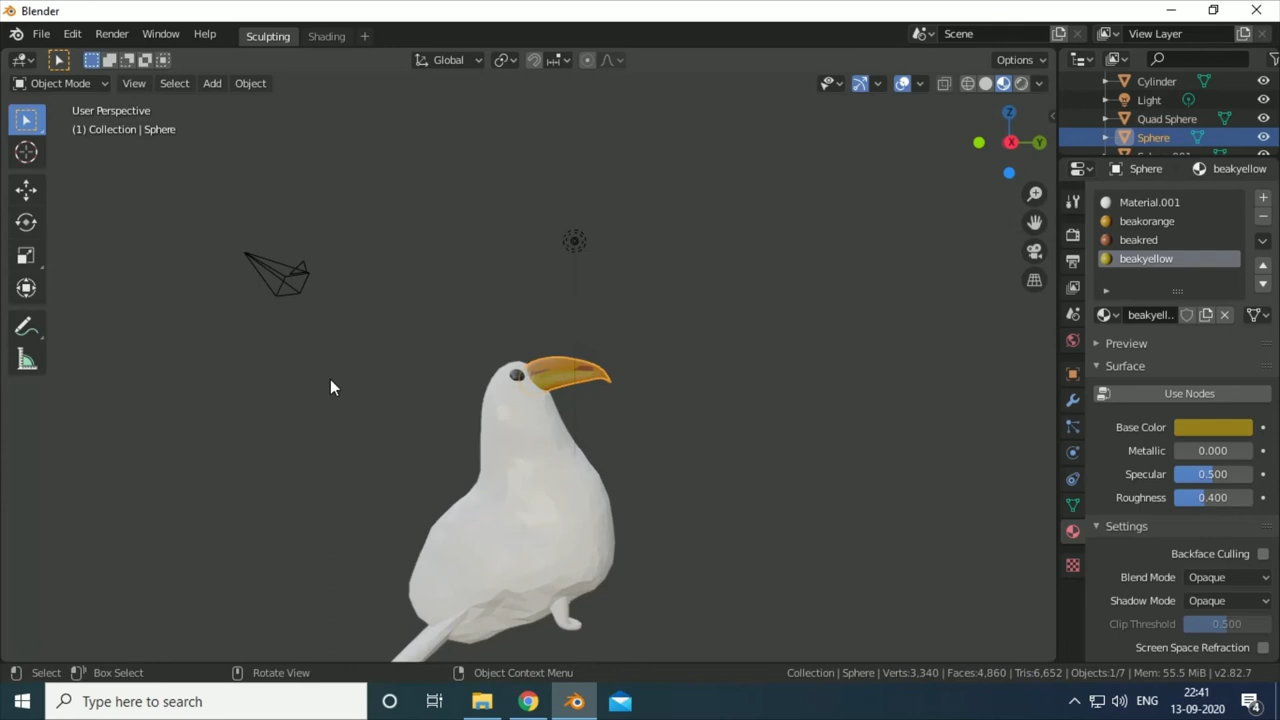 Blender
File Edit Render Window Help Sculpting Shading + Scene View Layer
Global Options
Object Mode View Select Add Object
User Perspective
(1) Collection | Sphere
Z
X
Y
Cylinder
Light
Quad Sphere
Sphere
Sphere beakyellow
Material.001
beakorange
beakred
beakyellow
beakyell..
Preview
Surface
Use Nodes
Base Color
Metallic 0.000
Specular 0.500
Roughness 0.400
Settings
Backface Culling
Blend Mode Opaque
Shadow Mode Opaque
Clip Threshold 0.500
Screen Space Refraction
Select Box Select Rotate View Object Context Menu Collection | Sphere | Verts:3,340 | Faces:4,860 | Tris:6,652 | Objects:1/7 | Mem: 55.5 MiB | v2.82.7
Type here to search ENG 22:41
13-09-2020 4